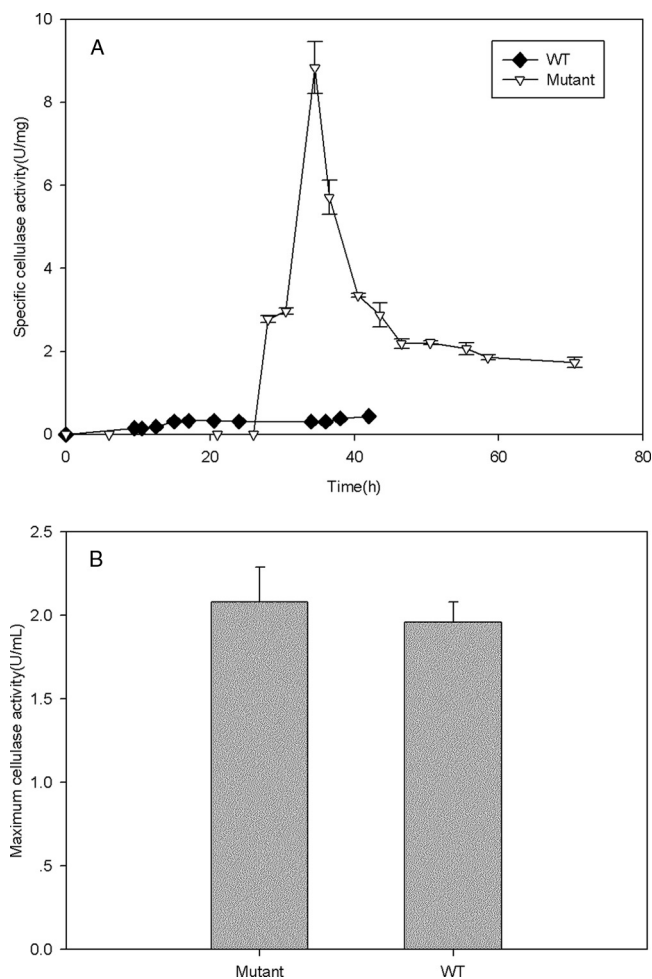 A
WT
Mutant
Specific cellulase activity(U/mg)
10
8
6
4
2
0
0 20 40 60 80
Time(h)
B
Maximum cellulase activity(U/mL)
2.5
2.0
1.5
1.0
.5
0.0
Mutant WT